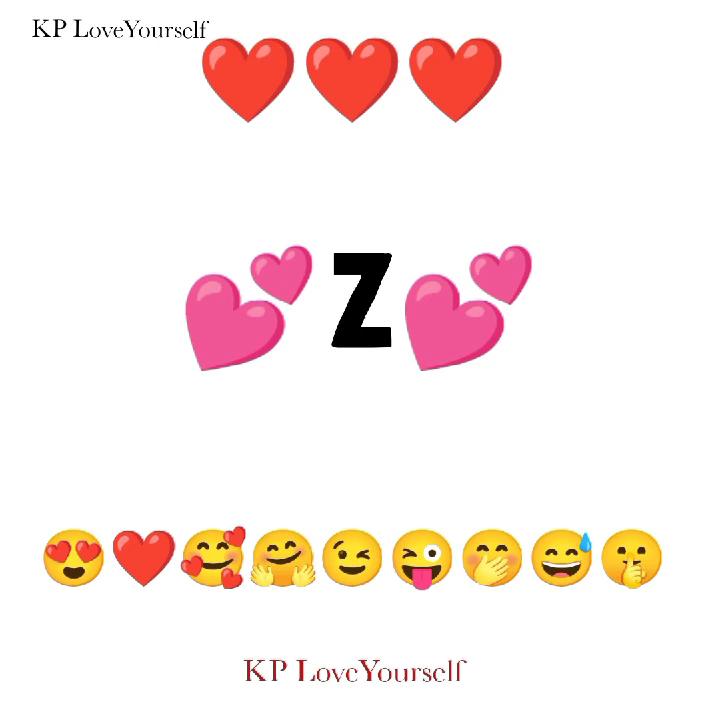 KP LoveYourself
❤️❤️❤️
💕Z💕
😍❤️🥰🤗😉😜🤭😅🤫
KP LoveYourself